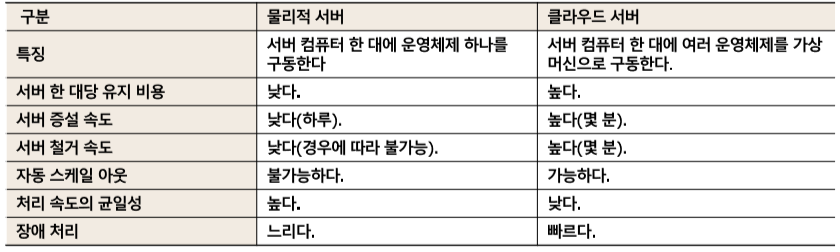 구분 물리적 서버 클라우드 서버
특징 서버 컴퓨터 한 대에 운영체제 하나를 구동한다 서버 컴퓨터 한 대에 여러 운영체제를 가상 머신으로 구동한다.
서버 한 대당 유지 비용 낮다. 높다.
서버 증설 속도 낮다(하루). 높다(몇 분).
서버 철거 속도 낮다(경우에 따라 불가능). 높다(몇 분).
자동 스케일 아웃 불가능하다. 가능하다.
처리 속도의 균일성 높다. 낮다.
장애 처리 느리다. 빠르다.